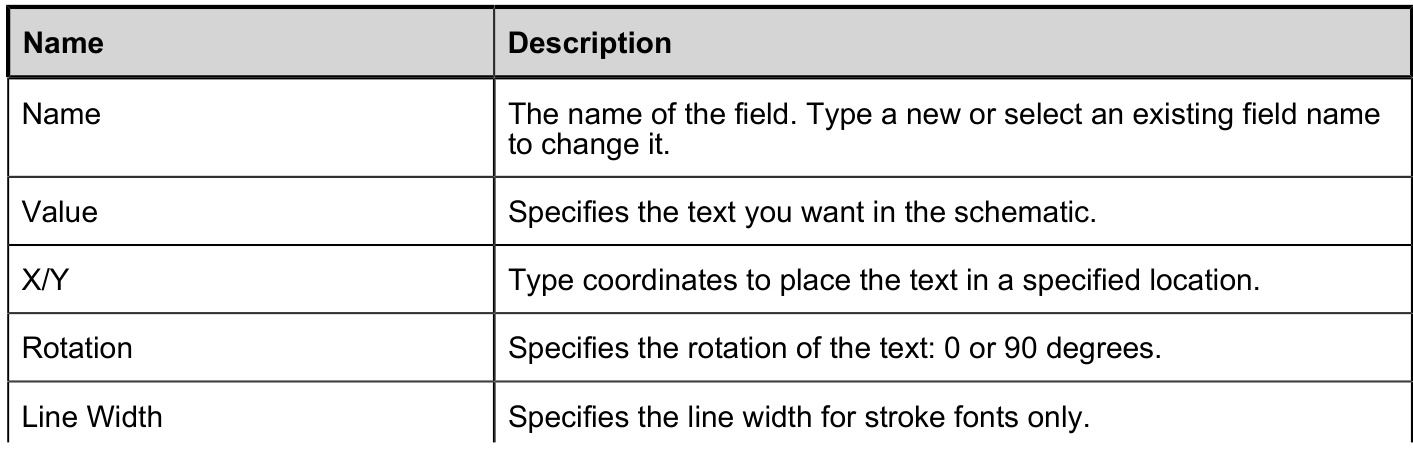 Name Description
Name The name of the field. Type a new or select an existing field name
to change it.
Value Specifies the text you want in the schematic.
X/Y Type coordinates to place the text in a specified location.
Rotation Specifies the rotation of the text: 0 or 90 degrees.
Line Width Specifies the line width for stroke fonts only.